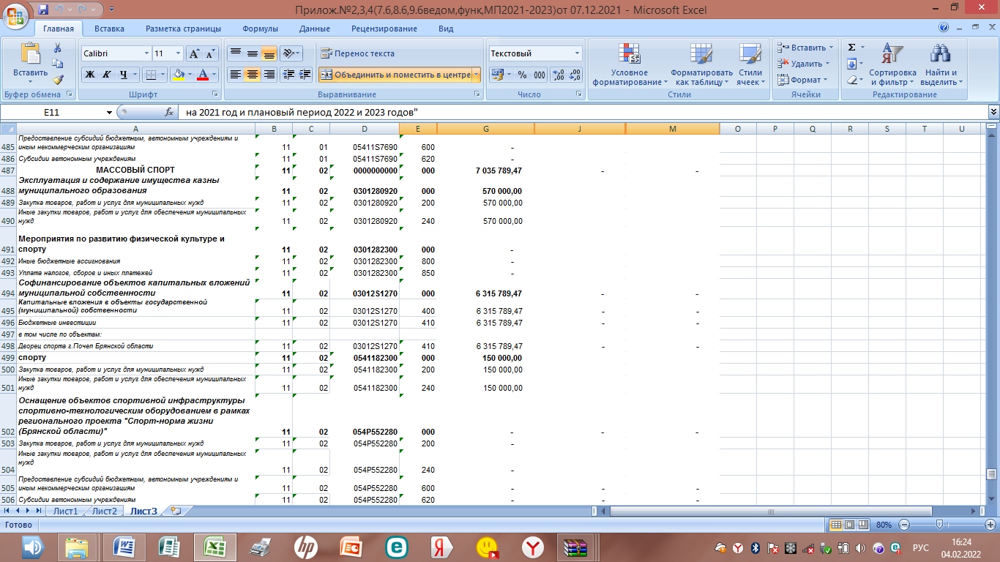 Прилож.№2,3,4(7.6,8.6,9.6ведом,функ,МП2021-2023)от 07.12.2021 - Microsoft Excel
Главная Вставка Разметка страницы Формулы Данные Рецензирование Вид
Вставить
Буфер обмена
Calibri 11
Ж К Ч
Шрифт
Перенос текста
Объединить и поместить в центре
Выравнивание
Текстовый
% 000
Число
Условное форматирование
Форматировать как таблицу
Стили ячеек
Стили
Вставить
Удалить
Формат
Ячейки
Σ
Сортировка и фильтр
Найти и выделить
Редактирование
E11 fx на 2021 год и плановый период 2022 и 2023 годов"
A B C D E G J M O P Q R S T U
Предоставление субсидий бюджетным, автономным учреждениям и
485 иным некоммерческим организациям 11 01 05411S7690 600 -
486 Субсидии автономным учреждениям 11 01 05411S7690 620 -
487 МАССОВЫЙ СПОРТ 11 02 0000000000 000 7 035 789,47 - -
Эксплуатация и содержание имущества казны
488 муниципального образования 11 02 0301280920 000 570 000,00
489 Закупка товаров, работ и услуг для муниципальных нужд 11 02 0301280920 200 570 000,00
Иные закупки товаров, работ и услуг для обеспечения муниципальных
490 нужд 11 02 0301280920 240 570 000,00
Мероприятия по развитию физической культуре и
491 спорту 11 02 0301282300 000 -
492 Иные бюджетные ассигнования 11 02 0301282300 800 -
493 Уплата налогов, сборов и иных платежей 11 02 0301282300 850 -
Софинансирование объектов капитальных вложений
494 муниципальной собственности 11 02 03012S1270 000 6 315 789,47 - -
Капитальные вложения в объекты государственной
495 (муниципальной) собственности 11 02 03012S1270 400 6 315 789,47 - -
496 Бюджетные инвестиции 11 02 03012S1270 410 6 315 789,47 - -
497 в том числе по объектам:
498 Дворец спорта г.Почеп Брянской области 11 02 03012S1270 410 6 315 789,47 - -
499 спорту 11 02 0541182300 000 150 000,00
500 Закупка товаров, работ и услуг для муниципальных нужд 11 02 0541182300 200 150 000,00
Иные закупки товаров, работ и услуг для обеспечения муниципальных
501 нужд 11 02 0541182300 240 150 000,00
Оснащение объектов спортивной инфраструктуры
спортивно-технологическим оборудованием в рамках
регионального проекта "Спорт-норма жизни
502 (Брянской области)" 11 02 054P552280 000 - - -
503 Закупка товаров, работ и услуг для муниципальных нужд 11 02 054P552280 200 -
Иные закупки товаров, работ и услуг для обеспечения муниципальных
нужд
504 11 02 054P552280 240 -
Предоставление субсидий бюджетным, автономным учреждениям и
505 иным некоммерческим организациям 11 02 054P552280 600 - - -
506 Субсидии автономным учреждениям 11 02 054P552280 620 - - -
Лист1 Лист2 Лист3
Готово 80%
РУС 16:24
04.02.2022